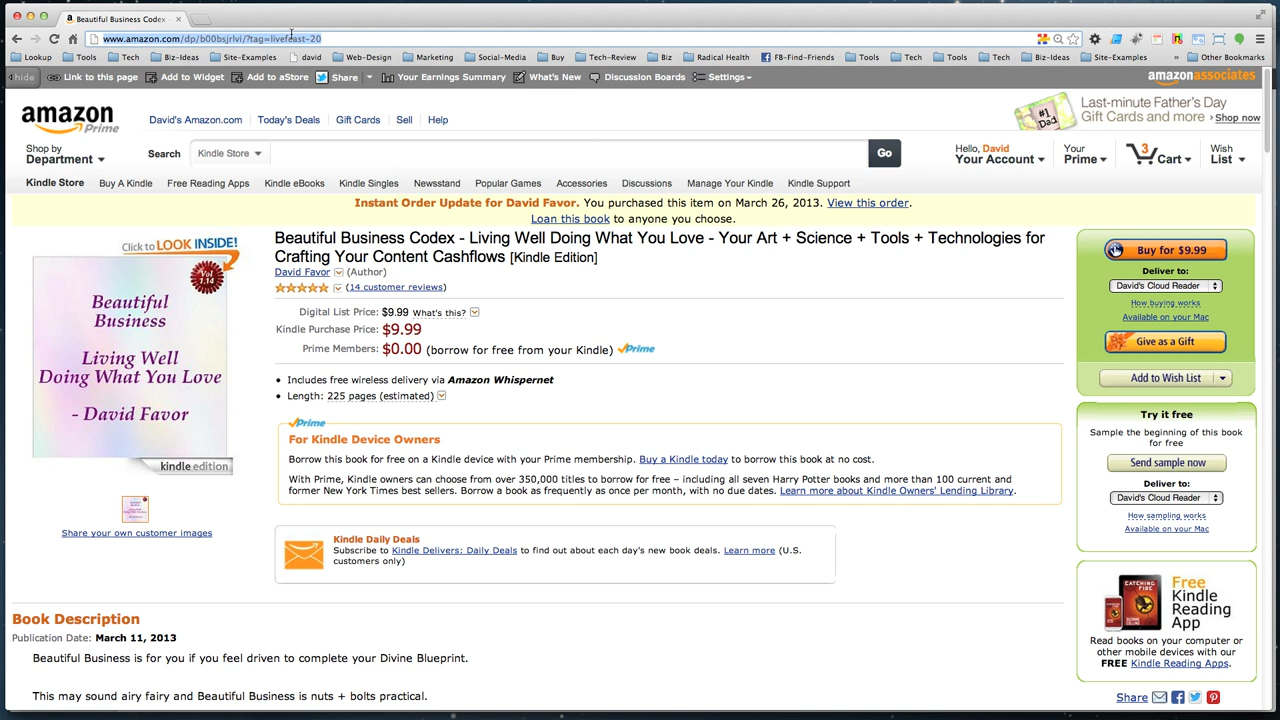 Beautiful Business Codex -
www.amazon.com/dp/b00bsjrlvi/?tag=livefeast-20
Lookup Tools Tech Biz-Ideas Site-Examples david Web-Design Marketing Social-Media Buy Tech-Review Biz Radical Health FB-Find-Friends Tools Tech Tools Tech Biz-Ideas Site-Examples » Other Bookmarks
hide Link to this page Add to Widget Add to aStore Share Your Earnings Summary What's New Discussion Boards Settings
amazonassociates
amazon
Prime
David's Amazon.com Today's Deals Gift Cards Sell Help
#1 Dad
Last-minute Father's Day
Gift Cards and more › Shop now
Shop by
Department
Search Kindle Store Go
Hello, David
Your Account
Your
Prime
3
Cart
Wish
List
Kindle Store Buy A Kindle Free Reading Apps Kindle eBooks Kindle Singles Newsstand Popular Games Accessories Discussions Manage Your Kindle Kindle Support
Instant Order Update for David Favor. You purchased this item on March 26, 2013. View this order.
Loan this book to anyone you choose.
Click to LOOK INSIDE!
Vol
1.14
Beautiful
Business
Living Well
Doing What You Love
- David Favor
kindle edition
Share your own customer images
Beautiful Business Codex - Living Well Doing What You Love - Your Art + Science + Tools + Technologies for
Crafting Your Content Cashflows [Kindle Edition]
David Favor (Author)
(14 customer reviews)
Digital List Price: $9.99 What's this?
Kindle Purchase Price: $9.99
Prime Members: $0.00 (borrow for free from your Kindle) Prime
• Includes free wireless delivery via Amazon Whispernet
• Length: 225 pages (estimated)
Prime
For Kindle Device Owners
Borrow this book for free on a Kindle device with your Prime membership. Buy a Kindle today to borrow this book at no cost.
With Prime, Kindle owners can choose from over 350,000 titles to borrow for free – including all seven Harry Potter books and more than 100 current and
former New York Times best sellers. Borrow a book as frequently as once per month, with no due dates. Learn more about Kindle Owners' Lending Library.
Kindle Daily Deals
Subscribe to Kindle Delivers: Daily Deals to find out about each day's new book deals. Learn more (U.S.
customers only)
Buy for $9.99
Deliver to:
David's Cloud Reader
How buying works
Available on your Mac
Give as a Gift
Add to Wish List
Try it free
Sample the beginning of this book
for free
Send sample now
Deliver to:
David's Cloud Reader
How sampling works
Available on your Mac
CATCHING
FIRE
Free
Kindle
Reading
App
Read books on your computer or
other mobile devices with our
FREE Kindle Reading Apps.
Share
Book Description
Publication Date: March 11, 2013
Beautiful Business is for you if you feel driven to complete your Divine Blueprint.
This may sound airy fairy and Beautiful Business is nuts + bolts practical.